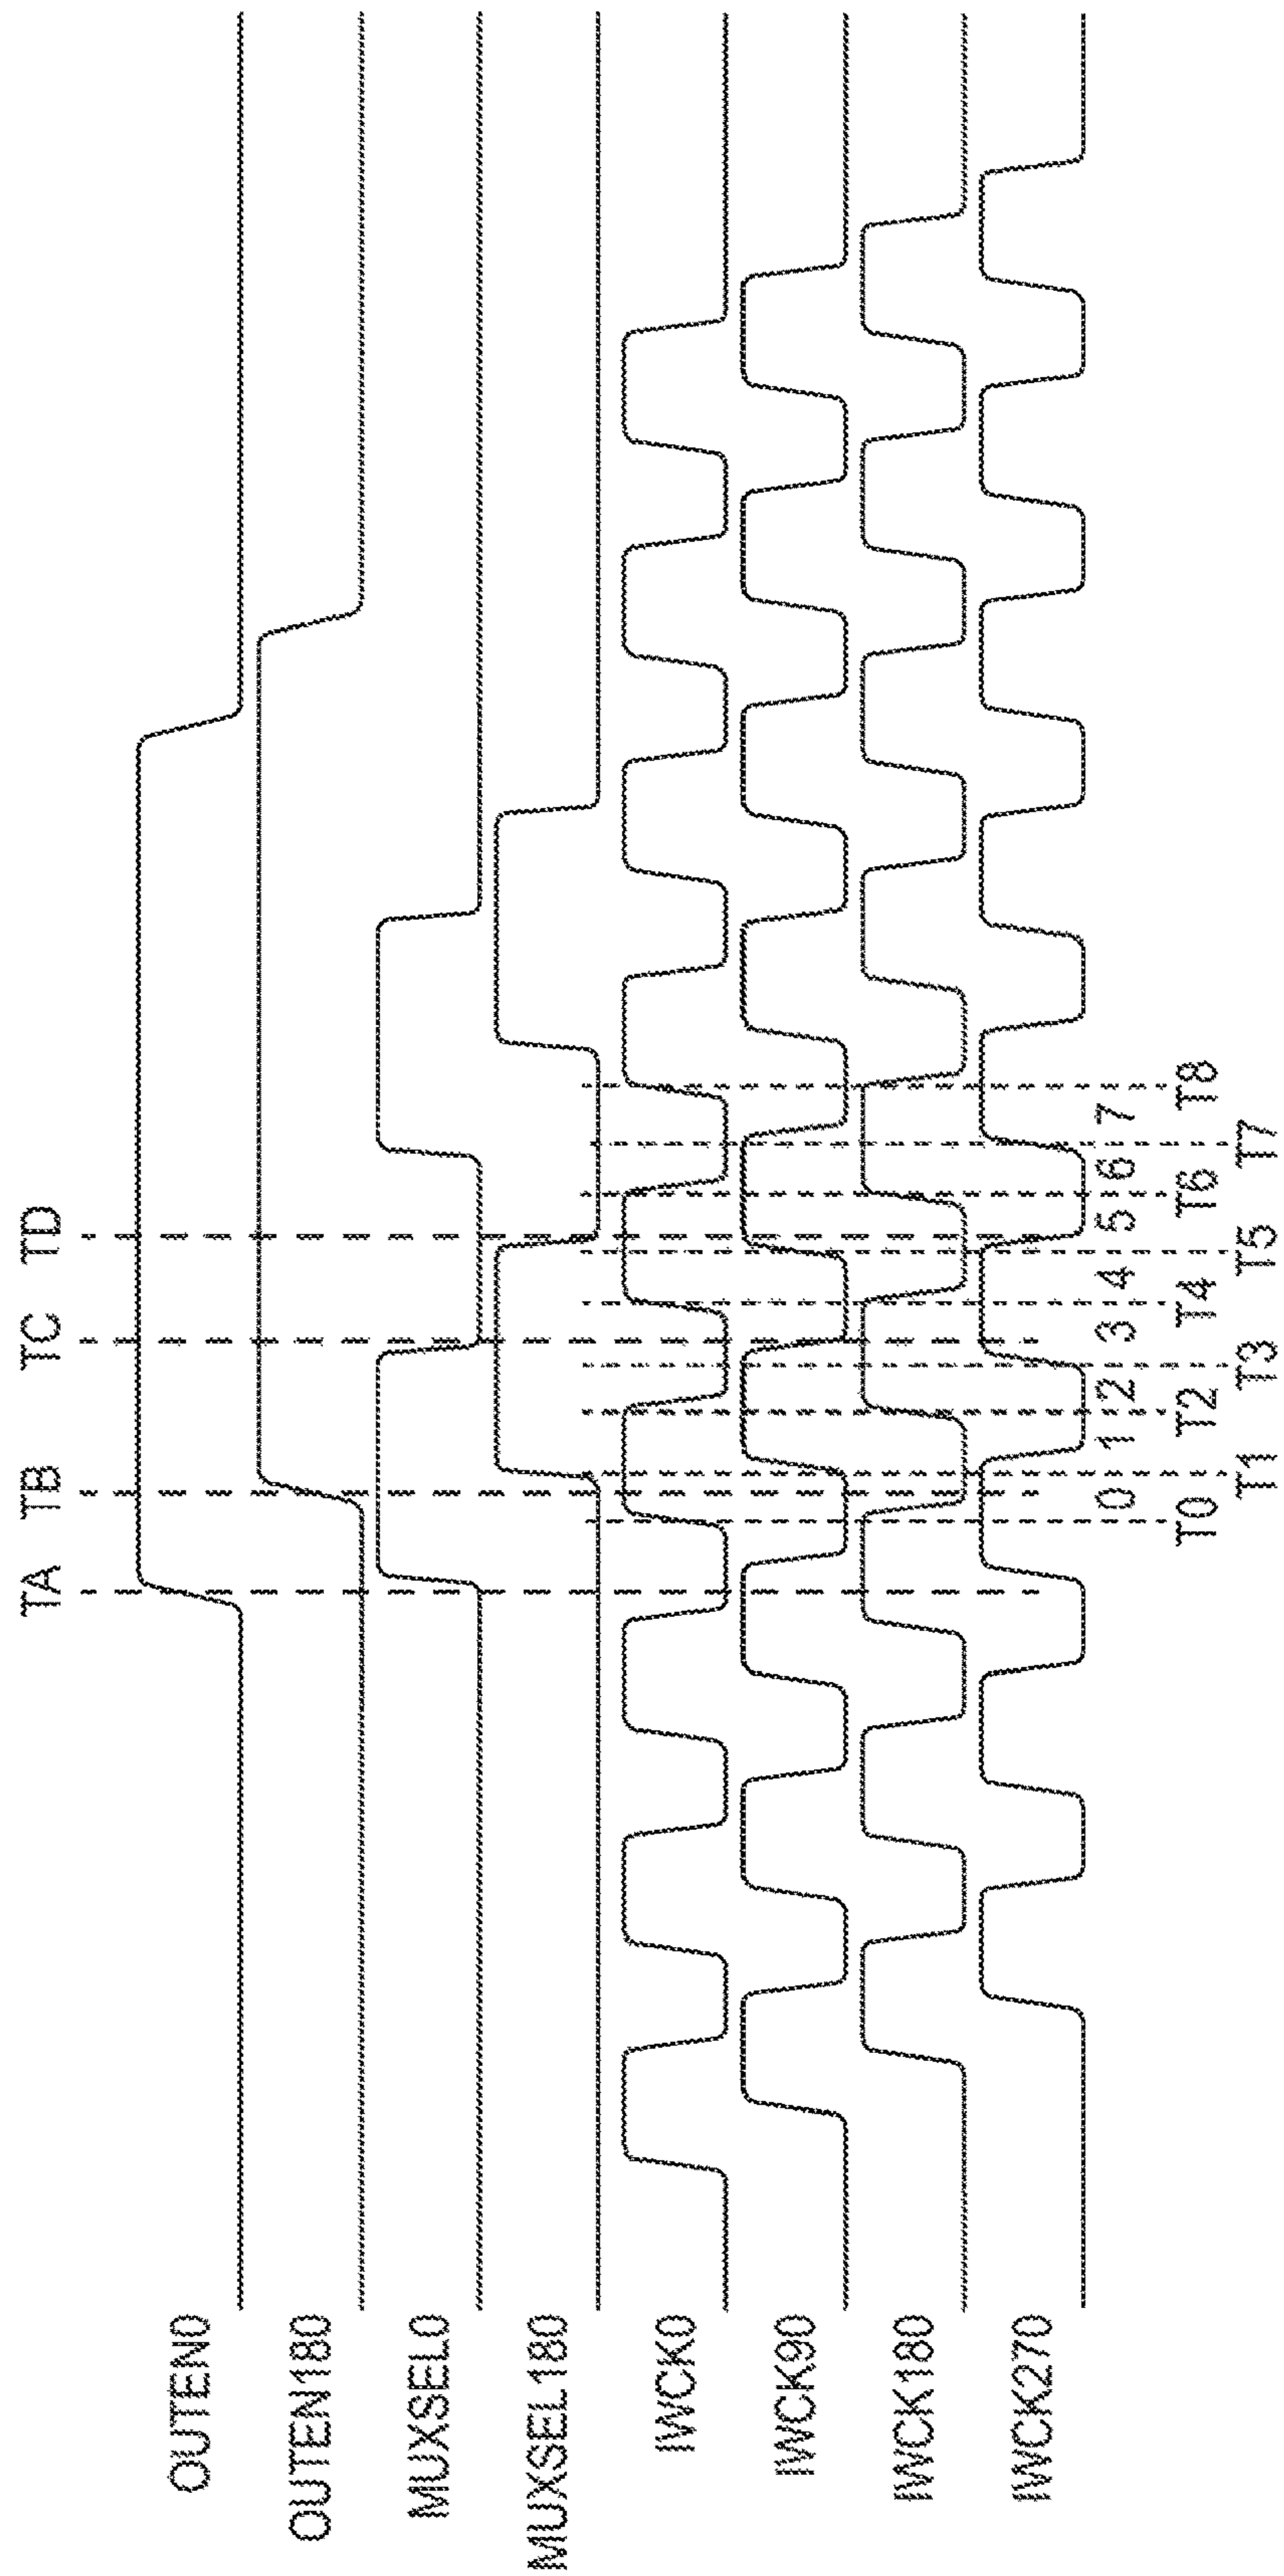 TA TB TC TD
OUTEN0
OUTEN180
MUXSEL0
MUXSEL180
IWCK0
IWCK90
IWCK180
IWCK270
0 1 2 3 4 5 6 7
T0 T2 T4 T6 T8
T1 T3 T5 T7